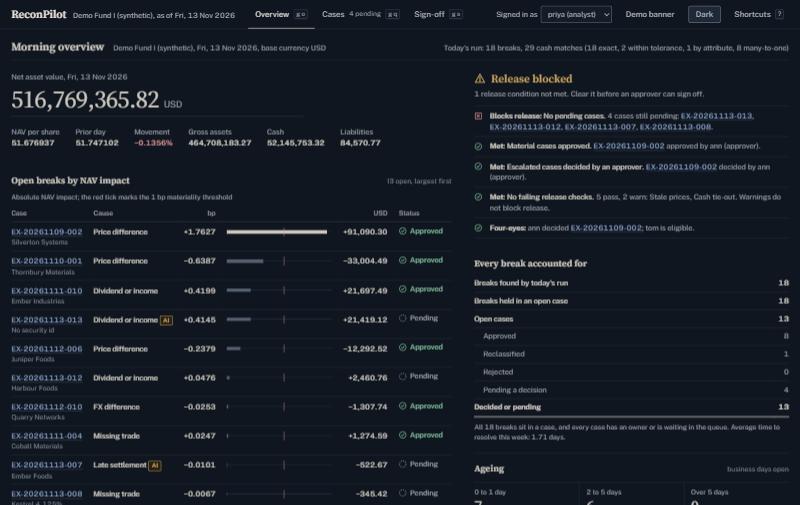 ReconPilot Demo Fund I (synthetic), as of Fri, 13 Nov 2026 Overview g o Cases 4 pending g q Sign-off g s Signed in as priya (analyst) Demo banner Dark Shortcuts ?
Morning overview Demo Fund I (synthetic), Fri, 13 Nov 2026, base currency USD Today's run: 18 breaks, 29 cash matches (18 exact, 2 within tolerance, 1 by attribute, 8 many-to-one)
Net asset value, Fri, 13 Nov 2026
516,769,365.82 USD
NAV per share Prior day Movement Gross assets Cash Liabilities
51.676937 51.747102 −0.1356% 464,708,183.27 52,145,753.32 84,570.77
Open breaks by NAV impact 13 open, largest first
Absolute NAV impact; the red tick marks the 1 bp materiality threshold
Case Cause bp USD Status
EX-20261109-002 Price difference +1.7627 +91,090.30 Approved
Silverton Systems
EX-20261110-001 Price difference −0.6387 −33,004.49 Approved
Thornbury Materials
EX-20261111-010 Dividend or income +0.4199 +21,697.49 Approved
Ember Industries
EX-20261113-013 Dividend or income AI +0.4145 +21,419.12 Pending
No security id
EX-20261112-006 Price difference −0.2379 −12,292.52 Approved
Juniper Foods
EX-20261113-012 Dividend or income +0.0476 +2,460.76 Pending
Harbour Foods
EX-20261112-010 FX difference −0.0253 −1,307.74 Approved
Quarry Networks
EX-20261111-004 Missing trade +0.0247 +1,274.59 Approved
Cobalt Materials
EX-20261113-007 Late settlement AI −0.0101 −522.67 Pending
Ember Foods
EX-20261113-008 Missing trade −0.0067 −345.42 Pending
Release blocked
1 release condition not met. Clear it before an approver can sign off.
Blocks release: No pending cases. 4 cases still pending: EX-20261113-013,
EX-20261113-012, EX-20261113-007, EX-20261113-008.
Met: Material cases approved. EX-20261109-002 approved by ann (approver).
Met: Escalated cases decided by an approver. EX-20261109-002 decided by ann
(approver).
Met: No failing release checks. 5 pass, 2 warn: Stale prices, Cash tie-out. Warnings do
not block release.
Four-eyes: ann decided EX-20261109-002; tom is eligible.
Every break accounted for
Breaks found by today's run 18
Breaks held in an open case 18
Open cases 13
Approved 8
Reclassified 1
Rejected 0
Pending a decision 4
Decided or pending 13
All 18 breaks sit in a case, and every case has an owner or is waiting in the queue. Average time to
resolve this week: 1.71 days.
Ageing business days open
0 to 1 day 2 to 5 days Over 5 days